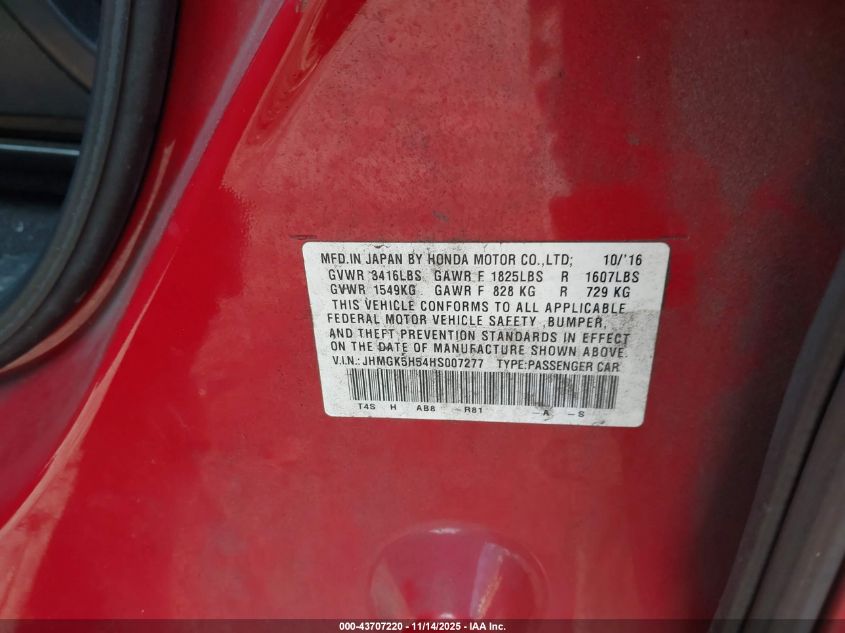 MFD.IN JAPAN BY HONDA MOTOR CO.,LTD; 10/'16
GVWR 3416LBS GAWR F 1825LBS R 1607LBS
GVWR 1549KG GAWR F 828 KG R 729 KG
THIS VEHICLE CONFORMS TO ALL APPLICABLE
FEDERAL MOTOR VEHICLE SAFETY ,BUMPER,
AND THEFT PREVENTION STANDARDS IN EFFECT
ON THE DATE OF MANUFACTURE SHOWN ABOVE.
V.I.N.: JHMGK5H54HS007277 TYPE:PASSENGER CAR
T4S H AB8 -R81 -A -S
000-43707220 - 11/14/2025 - IAA Inc.